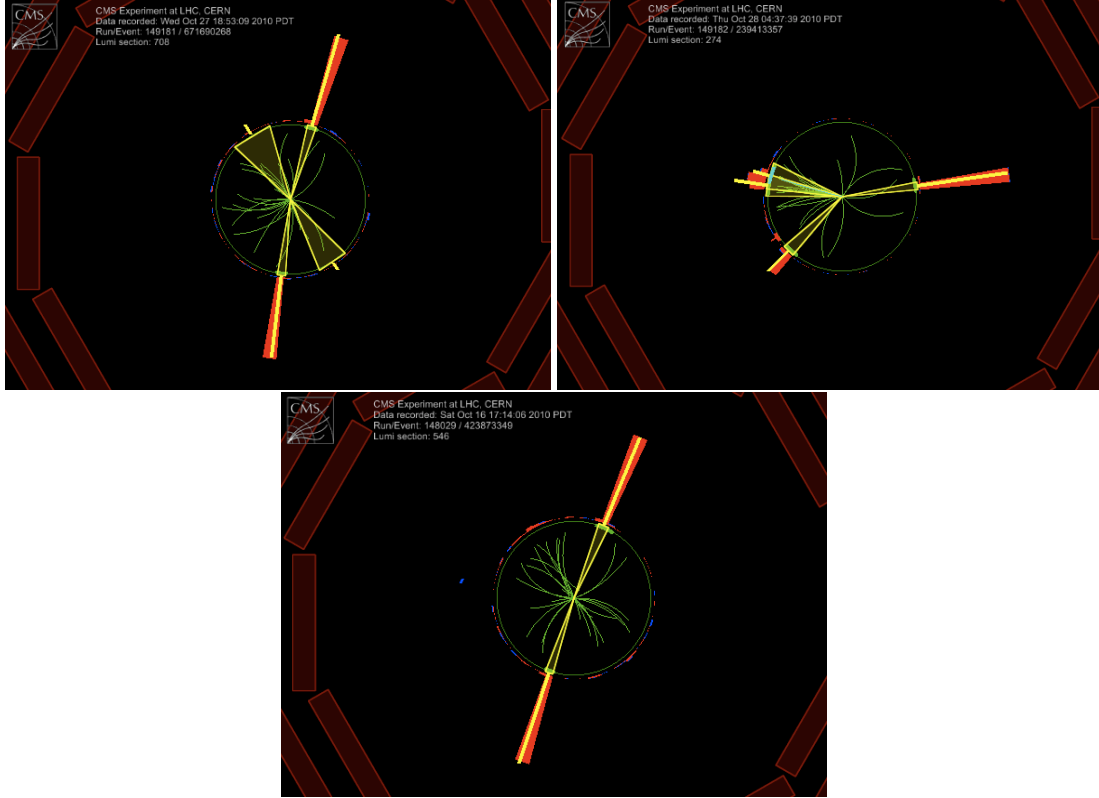 CMS
CMS Experiment at LHC, CERN
Data recorded: Wed Oct 27 18:53:09 2010 PDT
Run/Event: 149181 / 671690268
Lumi section: 708
CMS
CMS Experiment at LHC, CERN
Data recorded: Thu Oct 28 04:37:39 2010 PDT
Run/Event: 149182 / 239413357
Lumi section: 274
CMS
CMS Experiment at LHC, CERN
Data recorded: Sat Oct 16 17:14:06 2010 PDT
Run/Event: 148029 / 423873349
Lumi section: 546